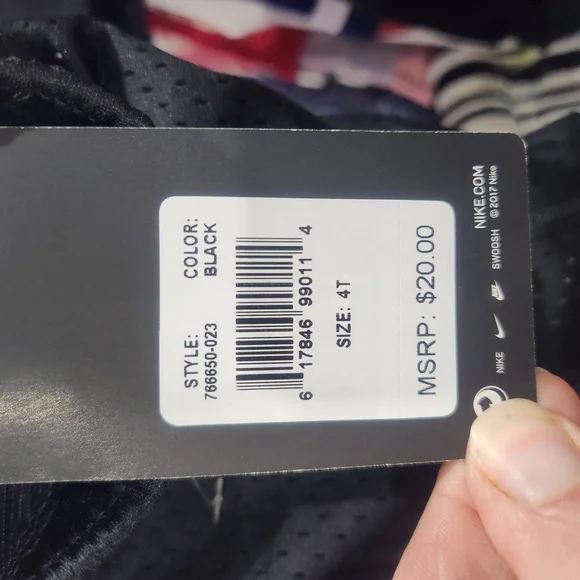 STYLE:
766650-023
COLOR:
BLACK
6 17846 99011 4
SIZE: 4T
MSRP: $20.00
NIKE
SWOOSH
NIKE.COM
© 2017 Nike